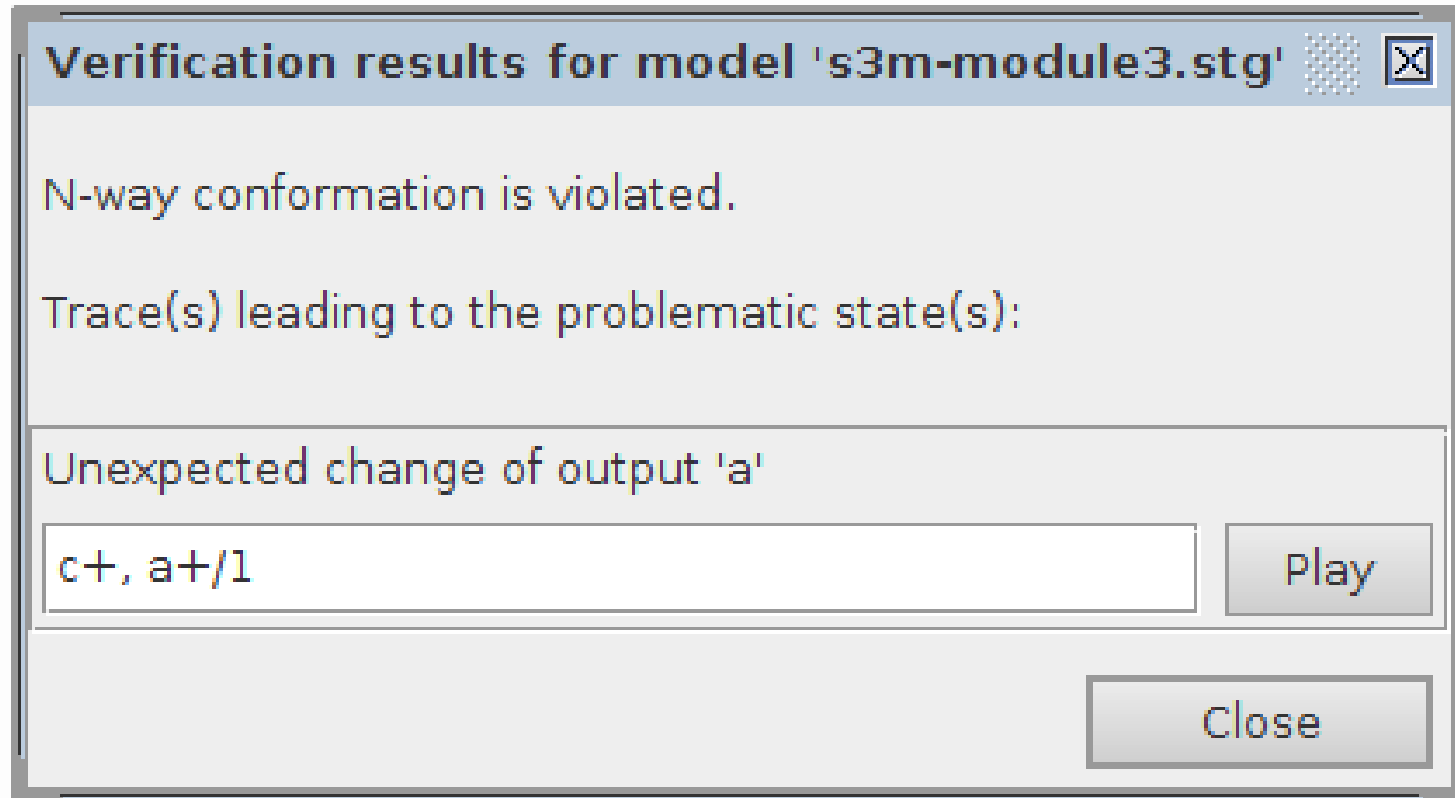 Verification results for model 's3m-module3.stg'
N-way conformation is violated.
Trace(s) leading to the problematic state(s):
Unexpected change of output 'a'
c+, a+/1
Play
Close